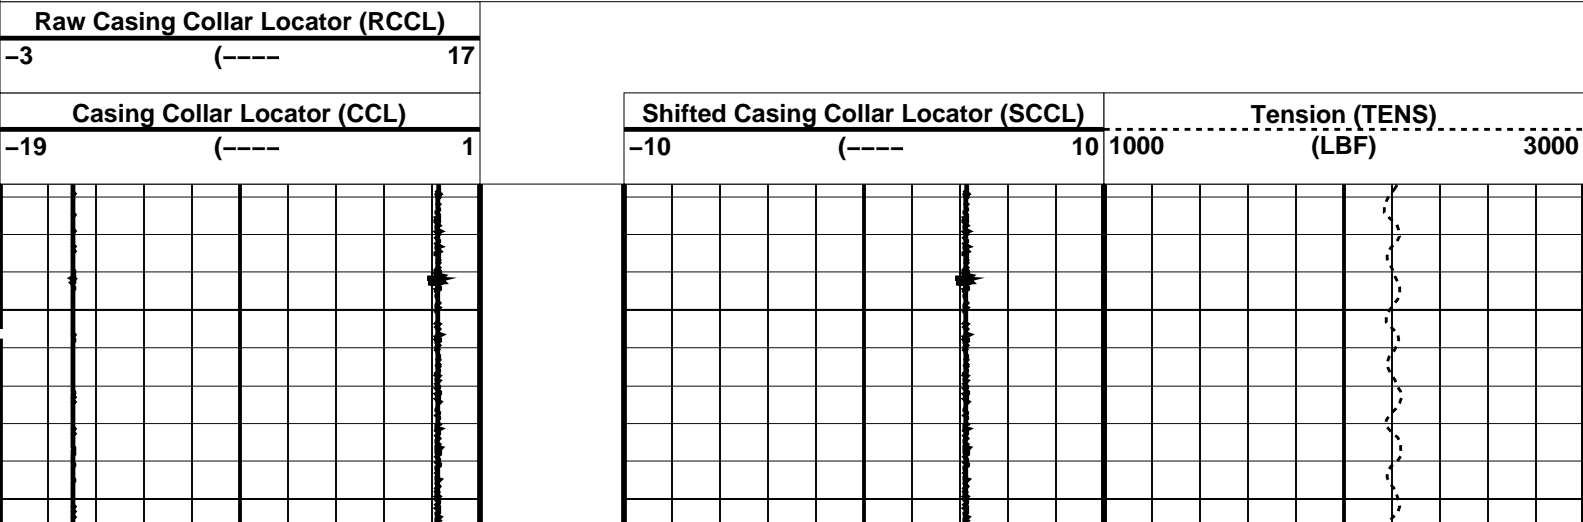 Raw Casing Collar Locator (RCCL)
−3 (−−−− 17
Casing Collar Locator (CCL)
−19 (−−−− 1
Shifted Casing Collar Locator (SCCL)
−10 (−−−− 10
Tension (TENS)
1000 (LBF) 3000